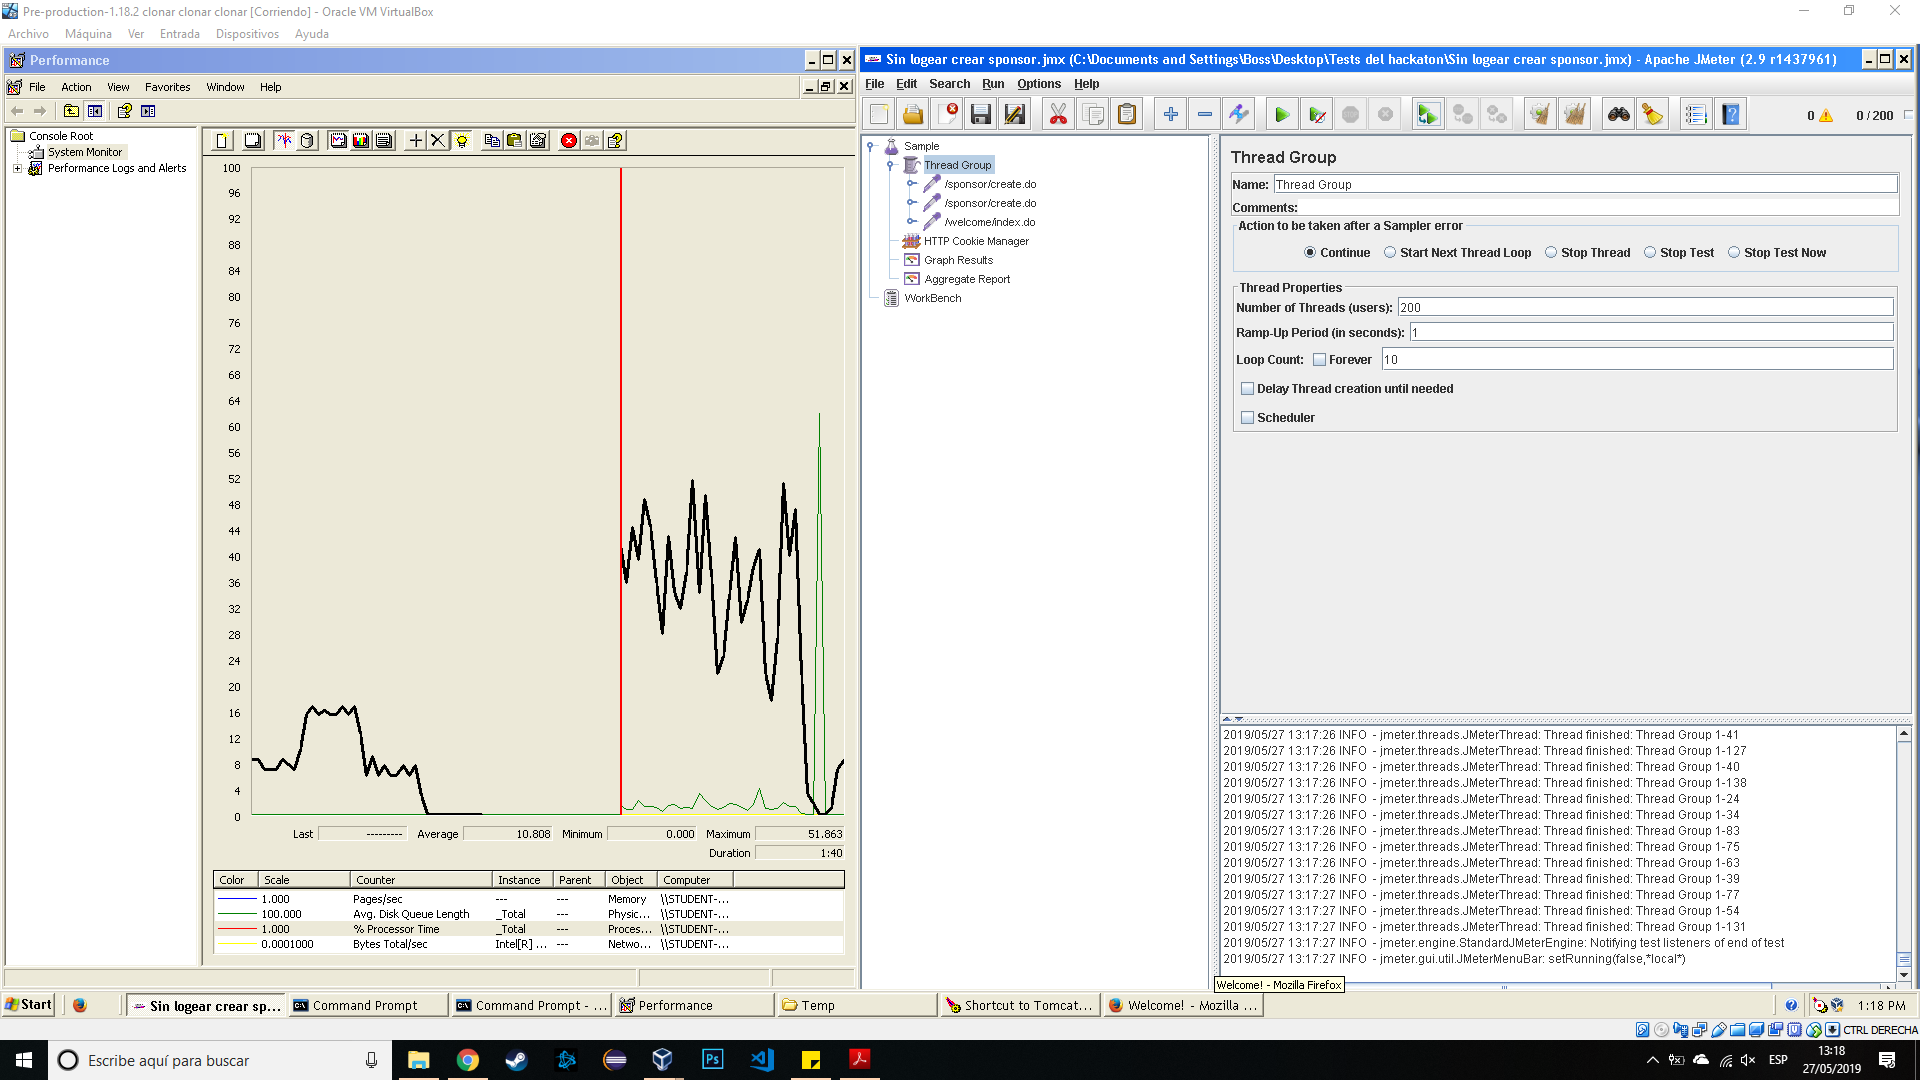 Pre-production-1.18.2 clonar clonar clonar [Corriendo] - Oracle VM VirtualBox
Archivo Máquina Ver Entrada Dispositivos Ayuda
Performance
File Action View Favorites Window Help
Console Root
System Monitor
Performance Logs and Alerts
100
96
92
88
84
80
76
72
68
64
60
56
52
48
44
40
36
32
28
24
20
16
12
8
4
0
Last --------- Average 10.808 Minimum 0.000 Maximum 51.863
Duration 1:40
Color Scale Counter Instance Parent Object Computer
1.000 Pages/sec --- --- Memory \\STUDENT-...
100.000 Avg. Disk Queue Length _Total --- Physic... \\STUDENT-...
1.000 % Processor Time _Total --- Proces... \\STUDENT-...
0.0001000 Bytes Total/sec Intel[R] ... --- Netwo... \\STUDENT-...
Sin logear crear sponsor.jmx (C:\Documents and Settings\Boss\Desktop\Tests del hackaton\Sin logear crear sponsor.jmx) - Apache JMeter (2.9 r1437961)
File Edit Search Run Options Help
0 0 / 200
Sample
Thread Group
/sponsor/create.do
/sponsor/create.do
/welcome/index.do
HTTP Cookie Manager
Graph Results
Aggregate Report
WorkBench
Thread Group
Name: Thread Group
Comments:
Action to be taken after a Sampler error
Continue Start Next Thread Loop Stop Thread Stop Test Stop Test Now
Thread Properties
Number of Threads (users): 200
Ramp-Up Period (in seconds): 1
Loop Count: Forever 10
Delay Thread creation until needed
Scheduler
2019/05/27 13:17:26 INFO - jmeter.threads.JMeterThread: Thread finished: Thread Group 1-41
2019/05/27 13:17:26 INFO - jmeter.threads.JMeterThread: Thread finished: Thread Group 1-127
2019/05/27 13:17:26 INFO - jmeter.threads.JMeterThread: Thread finished: Thread Group 1-40
2019/05/27 13:17:26 INFO - jmeter.threads.JMeterThread: Thread finished: Thread Group 1-138
2019/05/27 13:17:26 INFO - jmeter.threads.JMeterThread: Thread finished: Thread Group 1-24
2019/05/27 13:17:26 INFO - jmeter.threads.JMeterThread: Thread finished: Thread Group 1-34
2019/05/27 13:17:26 INFO - jmeter.threads.JMeterThread: Thread finished: Thread Group 1-83
2019/05/27 13:17:26 INFO - jmeter.threads.JMeterThread: Thread finished: Thread Group 1-75
2019/05/27 13:17:26 INFO - jmeter.threads.JMeterThread: Thread finished: Thread Group 1-63
2019/05/27 13:17:26 INFO - jmeter.threads.JMeterThread: Thread finished: Thread Group 1-39
2019/05/27 13:17:27 INFO - jmeter.threads.JMeterThread: Thread finished: Thread Group 1-77
2019/05/27 13:17:27 INFO - jmeter.threads.JMeterThread: Thread finished: Thread Group 1-54
2019/05/27 13:17:27 INFO - jmeter.threads.JMeterThread: Thread finished: Thread Group 1-131
2019/05/27 13:17:27 INFO - jmeter.engine.StandardJMeterEngine: Notifying test listeners of end of test
2019/05/27 13:17:27 INFO - jmeter.gui.util.JMeterMenuBar: setRunning(false,*local*)
Welcome! - Mozilla Firefox
Start Sin logear crear sp... Command Prompt Command Prompt - ... Performance Temp Shortcut to Tomcat... Welcome! - Mozilla ... 1:18 PM
CTRL DERECHA
Escribe aquí para buscar
Ps
ESP
13:18
27/05/2019